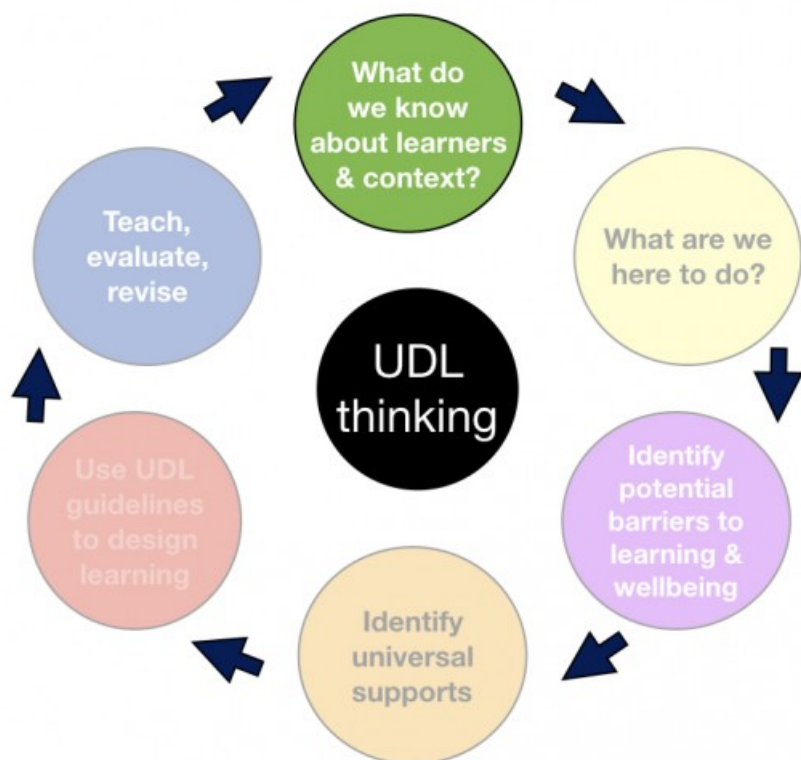 What do
we know
about learners
& context?
What are we
here to do?
Identify
potential
barriers to
learning &
wellbeing
Identify
universal
supports
Use UDL
guidelines
to design
learning
Teach,
evaluate,
revise
UDL
thinking